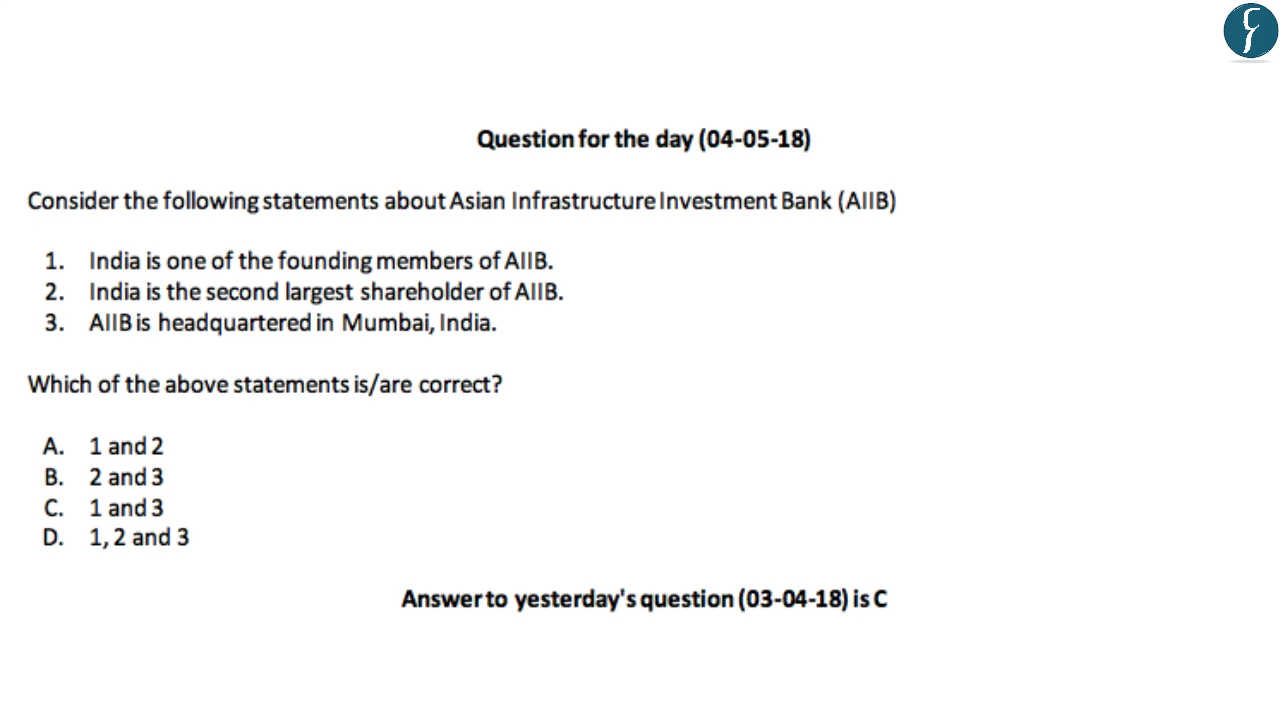 Question for the day (04-05-18)
Consider the following statements about Asian Infrastructure Investment Bank (AIIB)
1. India is one of the founding members of AIIB.
2. India is the second largest shareholder of AIIB.
3. AIIB is headquartered in Mumbai, India.
Which of the above statements is/are correct?
A. 1 and 2
B. 2 and 3
C. 1 and 3
D. 1, 2 and 3
Answer to yesterday's question (03-04-18) is C